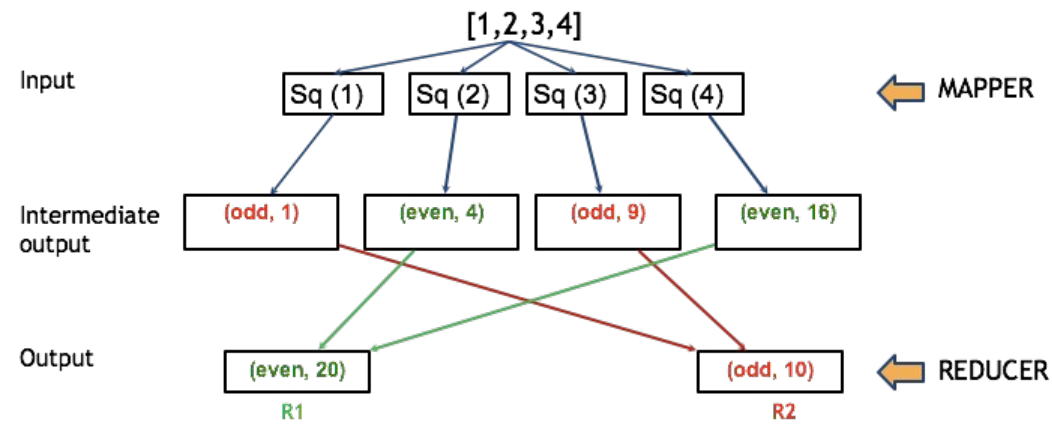 [1,2,3,4]
Input
Sq (1)
Sq (2)
Sq (3)
Sq (4)
MAPPER
Intermediate
output
(odd, 1)
(even, 4)
(odd, 9)
(even, 16)
Output
(even, 20)
(odd, 10)
REDUCER
R1
R2